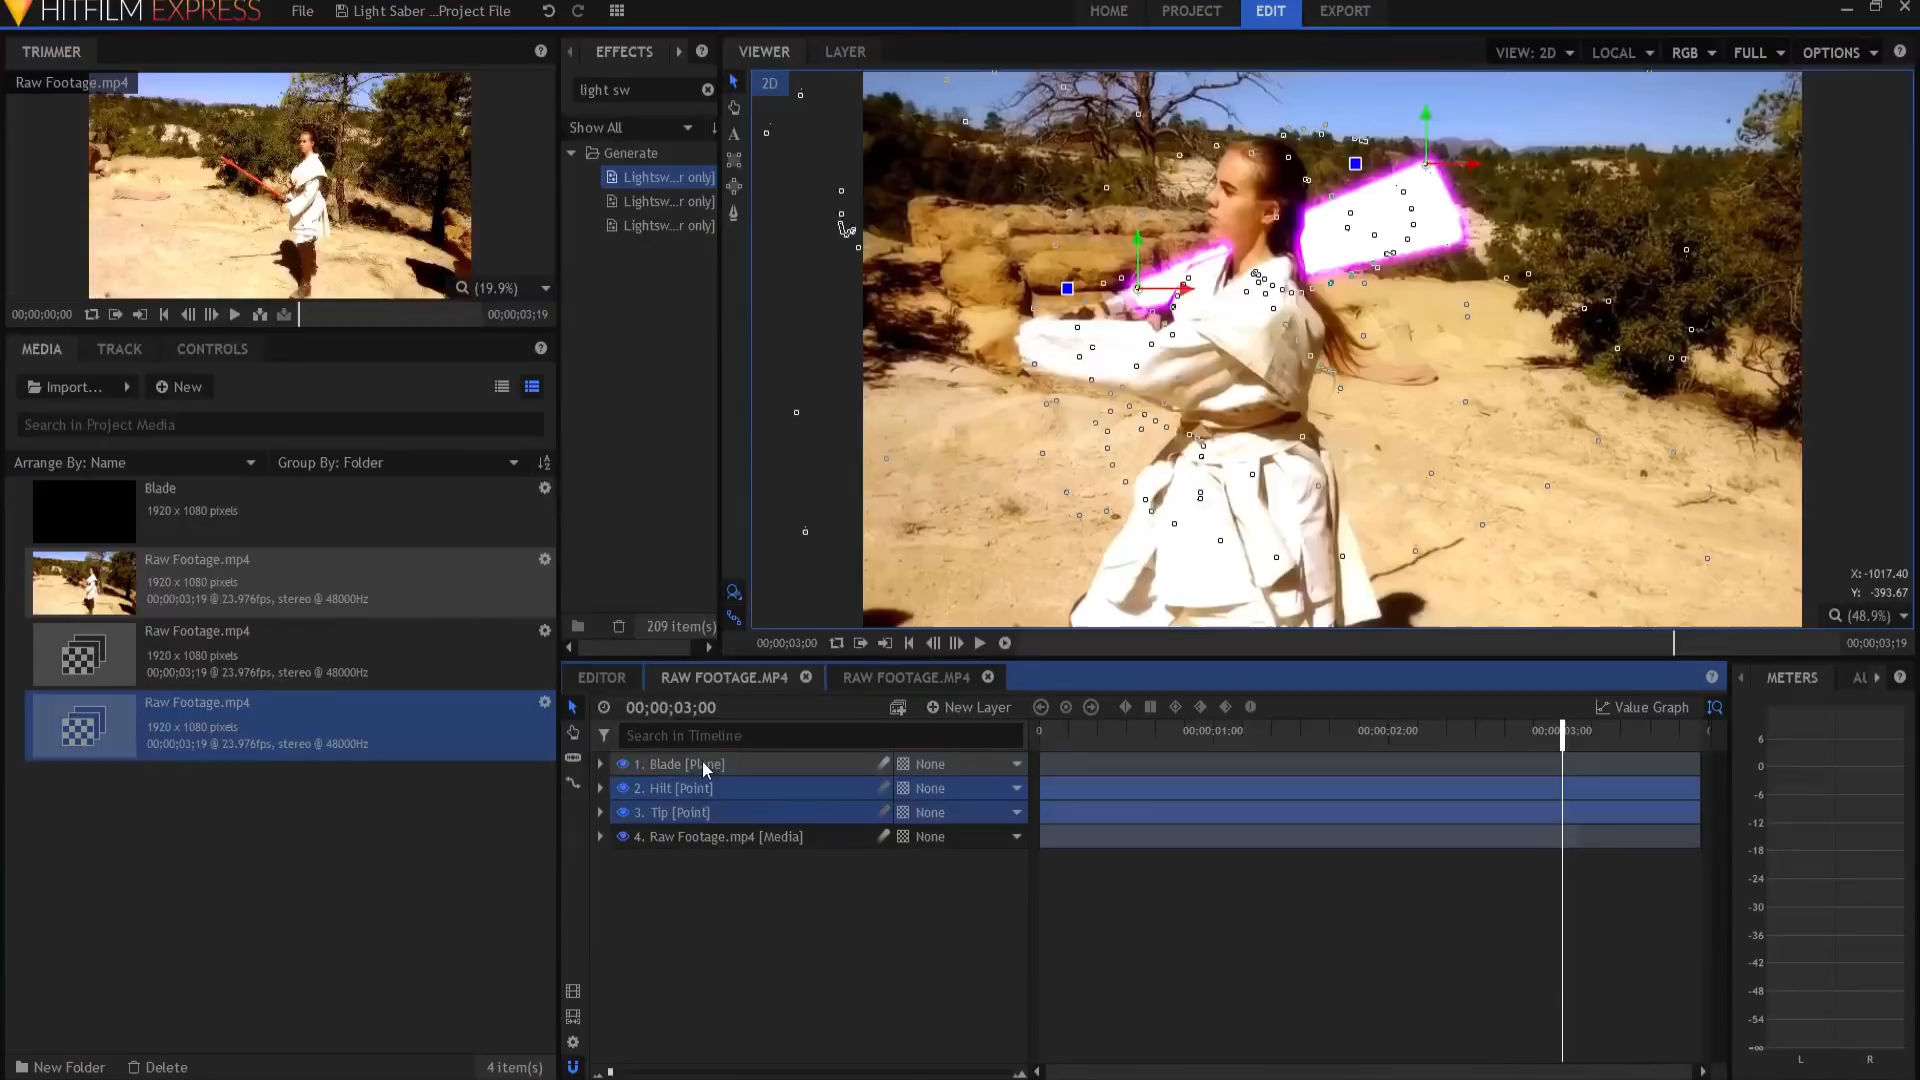 HITFILM EXPRESS
File
Light Saber ...Project File
HOME
PROJECT
EDIT
EXPORT
TRIMMER
EFFECTS
VIEWER
LAYER
VIEW: 2D
LOCAL
RGB
FULL
OPTIONS
Raw Footage.mp4
light sw
2D
Show All
Generate
Lightsw...r only]
Lightsw...r only]
Lightsw...r only]
(19.9%)
00;00;00;00
00;00;03;19
MEDIA
TRACK
CONTROLS
Import...
New
Search in Project Media
Arrange By: Name
Group By: Folder
Blade
1920 x 1080 pixels
Raw Footage.mp4
1920 x 1080 pixels
00;00;03;19 @ 23.976fps, stereo @ 48000Hz
Raw Footage.mp4
1920 x 1080 pixels
00;00;03;19 @ 23.976fps, stereo @ 48000Hz
Raw Footage.mp4
1920 x 1080 pixels
00;00;03;19 @ 23.976fps, stereo @ 48000Hz
New Folder
Delete
4 item(s)
209 item(s)
X: -1017.40
Y: -393.67
(48.9%)
00;00;03;00
00;00;03;19
EDITOR
RAW FOOTAGE.MP4
RAW FOOTAGE.MP4
00;00;03;00
New Layer
Value Graph
Search in Timeline
0
00;00;01;00
00;00;02;00
00;00;03;00
1. Blade [Plane]
None
2. Hilt [Point]
None
3. Tip [Point]
None
4. Raw Footage.mp4 [Media]
None
METERS
AU
6
0
-6
-12
-18
-24
-30
-36
-42
-48
-54
-∞
L
R